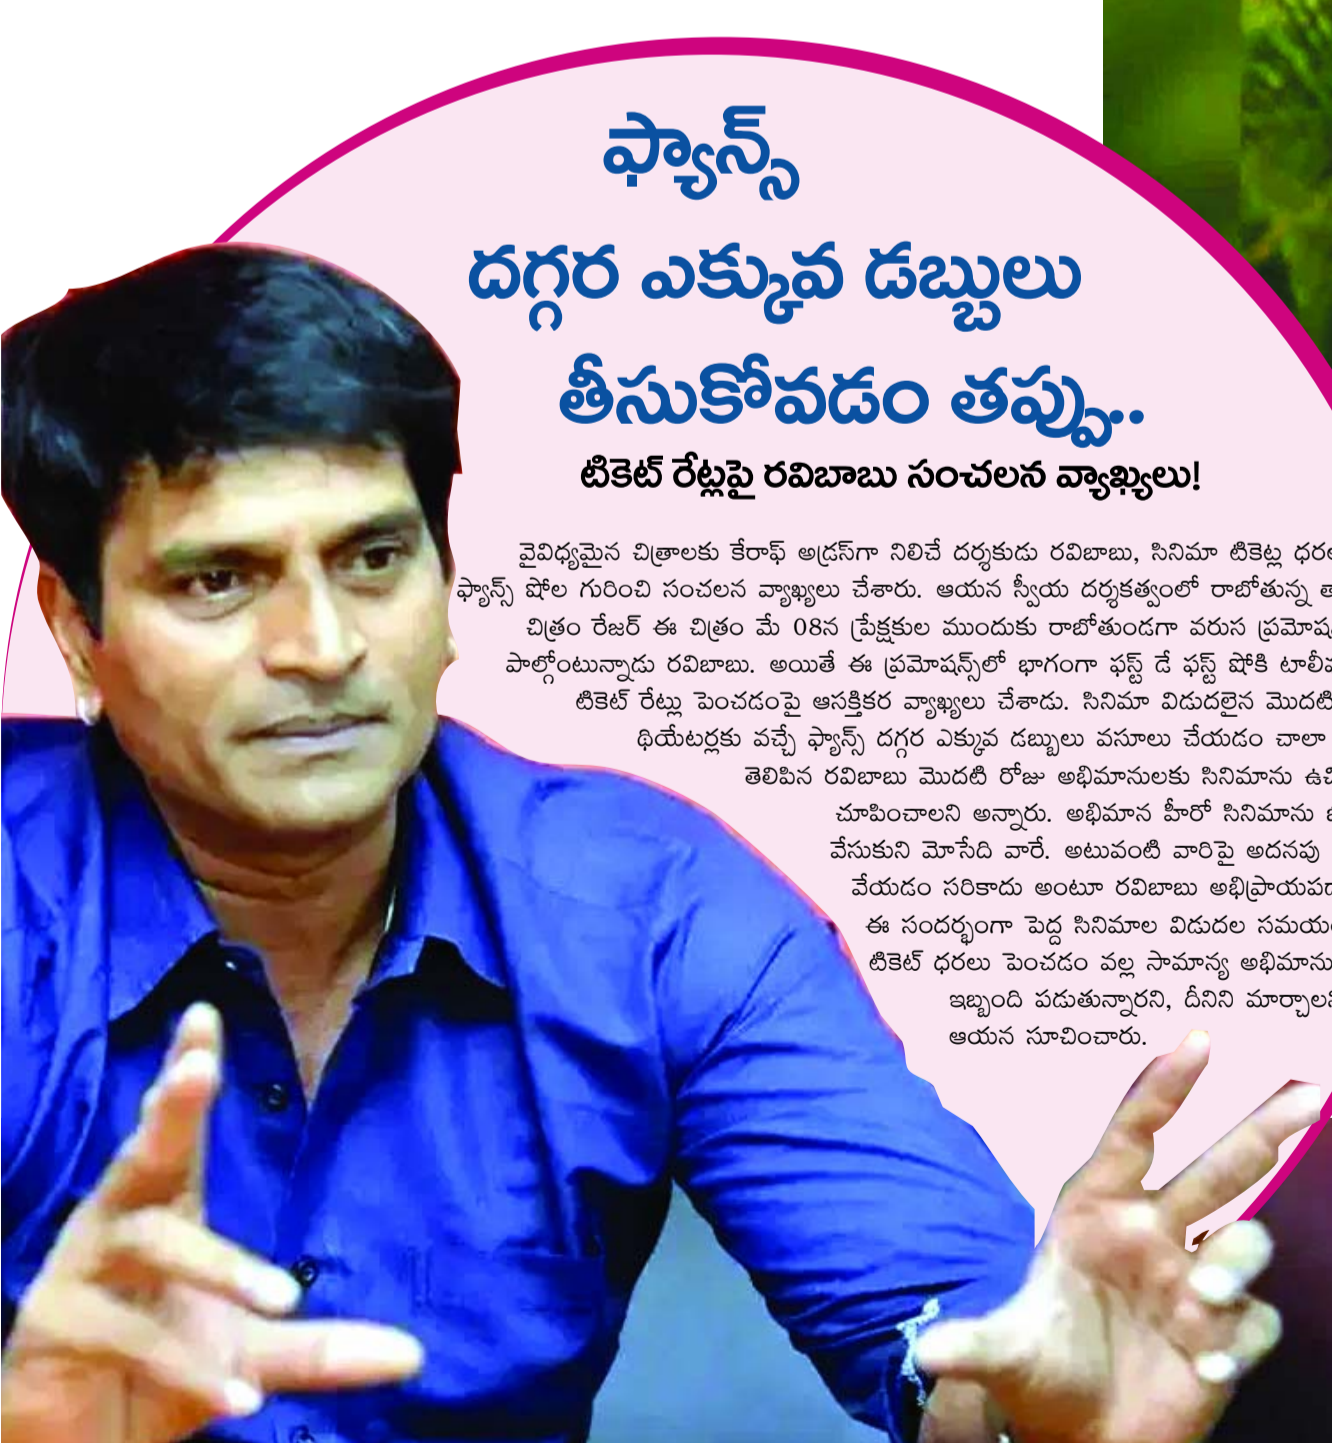 ఫ్యాన్స్
దగ్గర ఎక్కువ డబ్బులు
తీసుకోవడం తప్పు..
టికెట్ రేట్లపై రవిబాబు సంచలన వ్యాఖ్యలు!
వైవిధ్యమైన చిత్రాలకు కేరాఫ్ అడ్రస్‌గా నిలిచే దర్శకుడు రవిబాబు, సినిమా టికెట్ల
ఫ్యాన్స్ షోల గురించి సంచలన వ్యాఖ్యలు చేశారు. ఆయన స్వీయ దర్శకత్వంలో రాబోతున్న
చిత్రం రేజర్ ఈ చిత్రం మే 08న ప్రేక్షకుల ముందుకు రాబోతుండగా వరుస
పాల్గోంటున్నాడు రవిబాబు. అయితే ఈ ప్రమోషన్స్‌లో భాగంగా ఫస్ట్ డే ఫస్ట్ షోకి
టికెట్ రేట్లు పెంచడంపై ఆసక్తికర వ్యాఖ్యలు చేశాడు. సినిమా విడుదలైన మొదటి
థియేటర్లకు వచ్చే ఫ్యాన్స్ దగ్గర ఎక్కువ డబ్బులు వసూలు చేయడం చాలా
తెలిపిన రవిబాబు మొదటి రోజు అభిమానులకు సినిమాను
చూపించాలని అన్నారు. అభిమాన హీరో సినిమాను
వేసుకుని మోసేది వారే. అటువంటి వారిపై అదనపు
వేయడం సరికాదు అంటూ రవిబాబు
ఈ సందర్భంగా పెద్ద సినిమాల విడుదల
టికెట్ ధరలు పెంచడం వల్ల సామాన్య
ఇబ్బంది పడుతున్నారని, దీనిని
ఆయన సూచించారు.